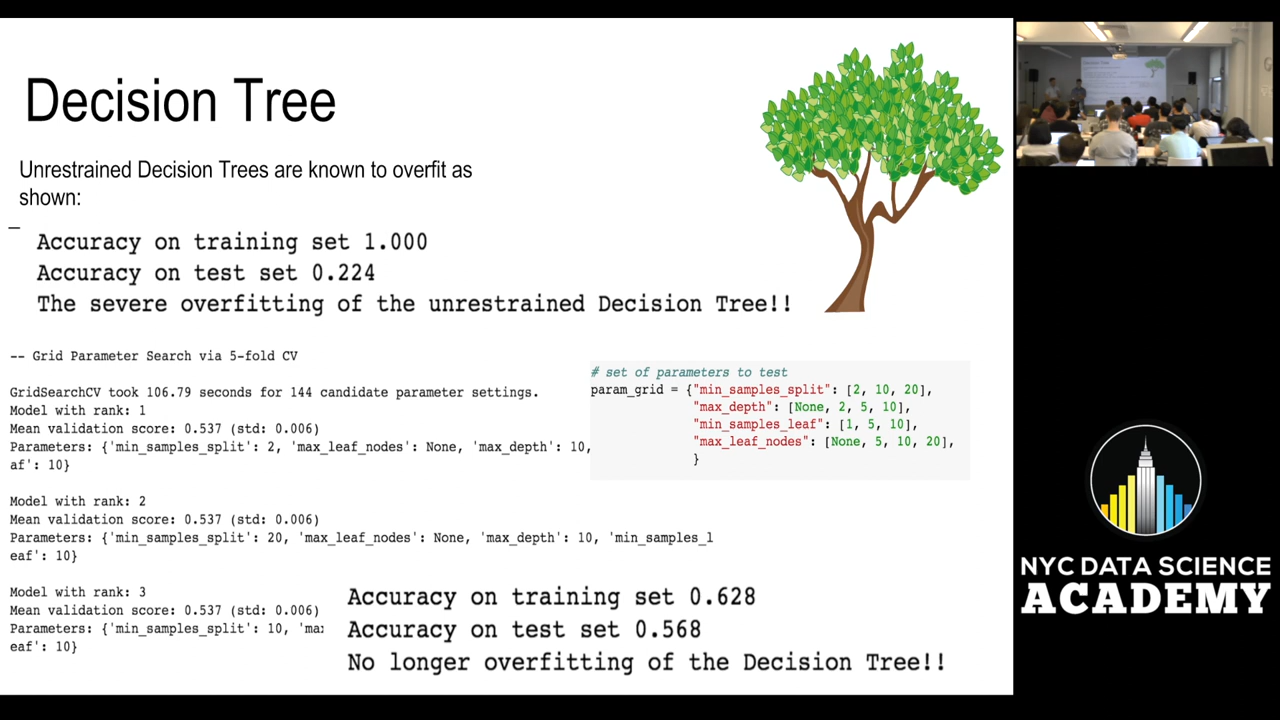 Decision Tree
Unrestrained Decision Trees are known to overfit as
shown:
Accuracy on training set 1.000
Accuracy on test set 0.224
The severe overfitting of the unrestrained Decision Tree!!
-- Grid Parameter Search via 5-fold CV
GridSearchCV took 106.79 seconds for 144 candidate parameter settings.
Model with rank: 1
Mean validation score: 0.537 (std: 0.006)
Parameters: {'min_samples_split': 2, 'max_leaf_nodes': None, 'max_depth': 10,
af': 10}
# set of parameters to test
param_grid = {"min_samples_split": [2, 10, 20],
"max_depth": [None, 2, 5, 10],
"min_samples_leaf": [1, 5, 10],
"max_leaf_nodes": [None, 5, 10, 20],
}
Model with rank: 2
Mean validation score: 0.537 (std: 0.006)
Parameters: {'min_samples_split': 20, 'max_leaf_nodes': None, 'max_depth': 10, 'min_samples_l
eaf': 10}
Model with rank: 3
Mean validation score: 0.537 (std: 0.006)
Parameters: {'min_samples_split': 10, 'max
eaf': 10}
Accuracy on training set 0.628
Accuracy on test set 0.568
No longer overfitting of the Decision Tree!!
NYC DATA SCIENCE
ACADEMY